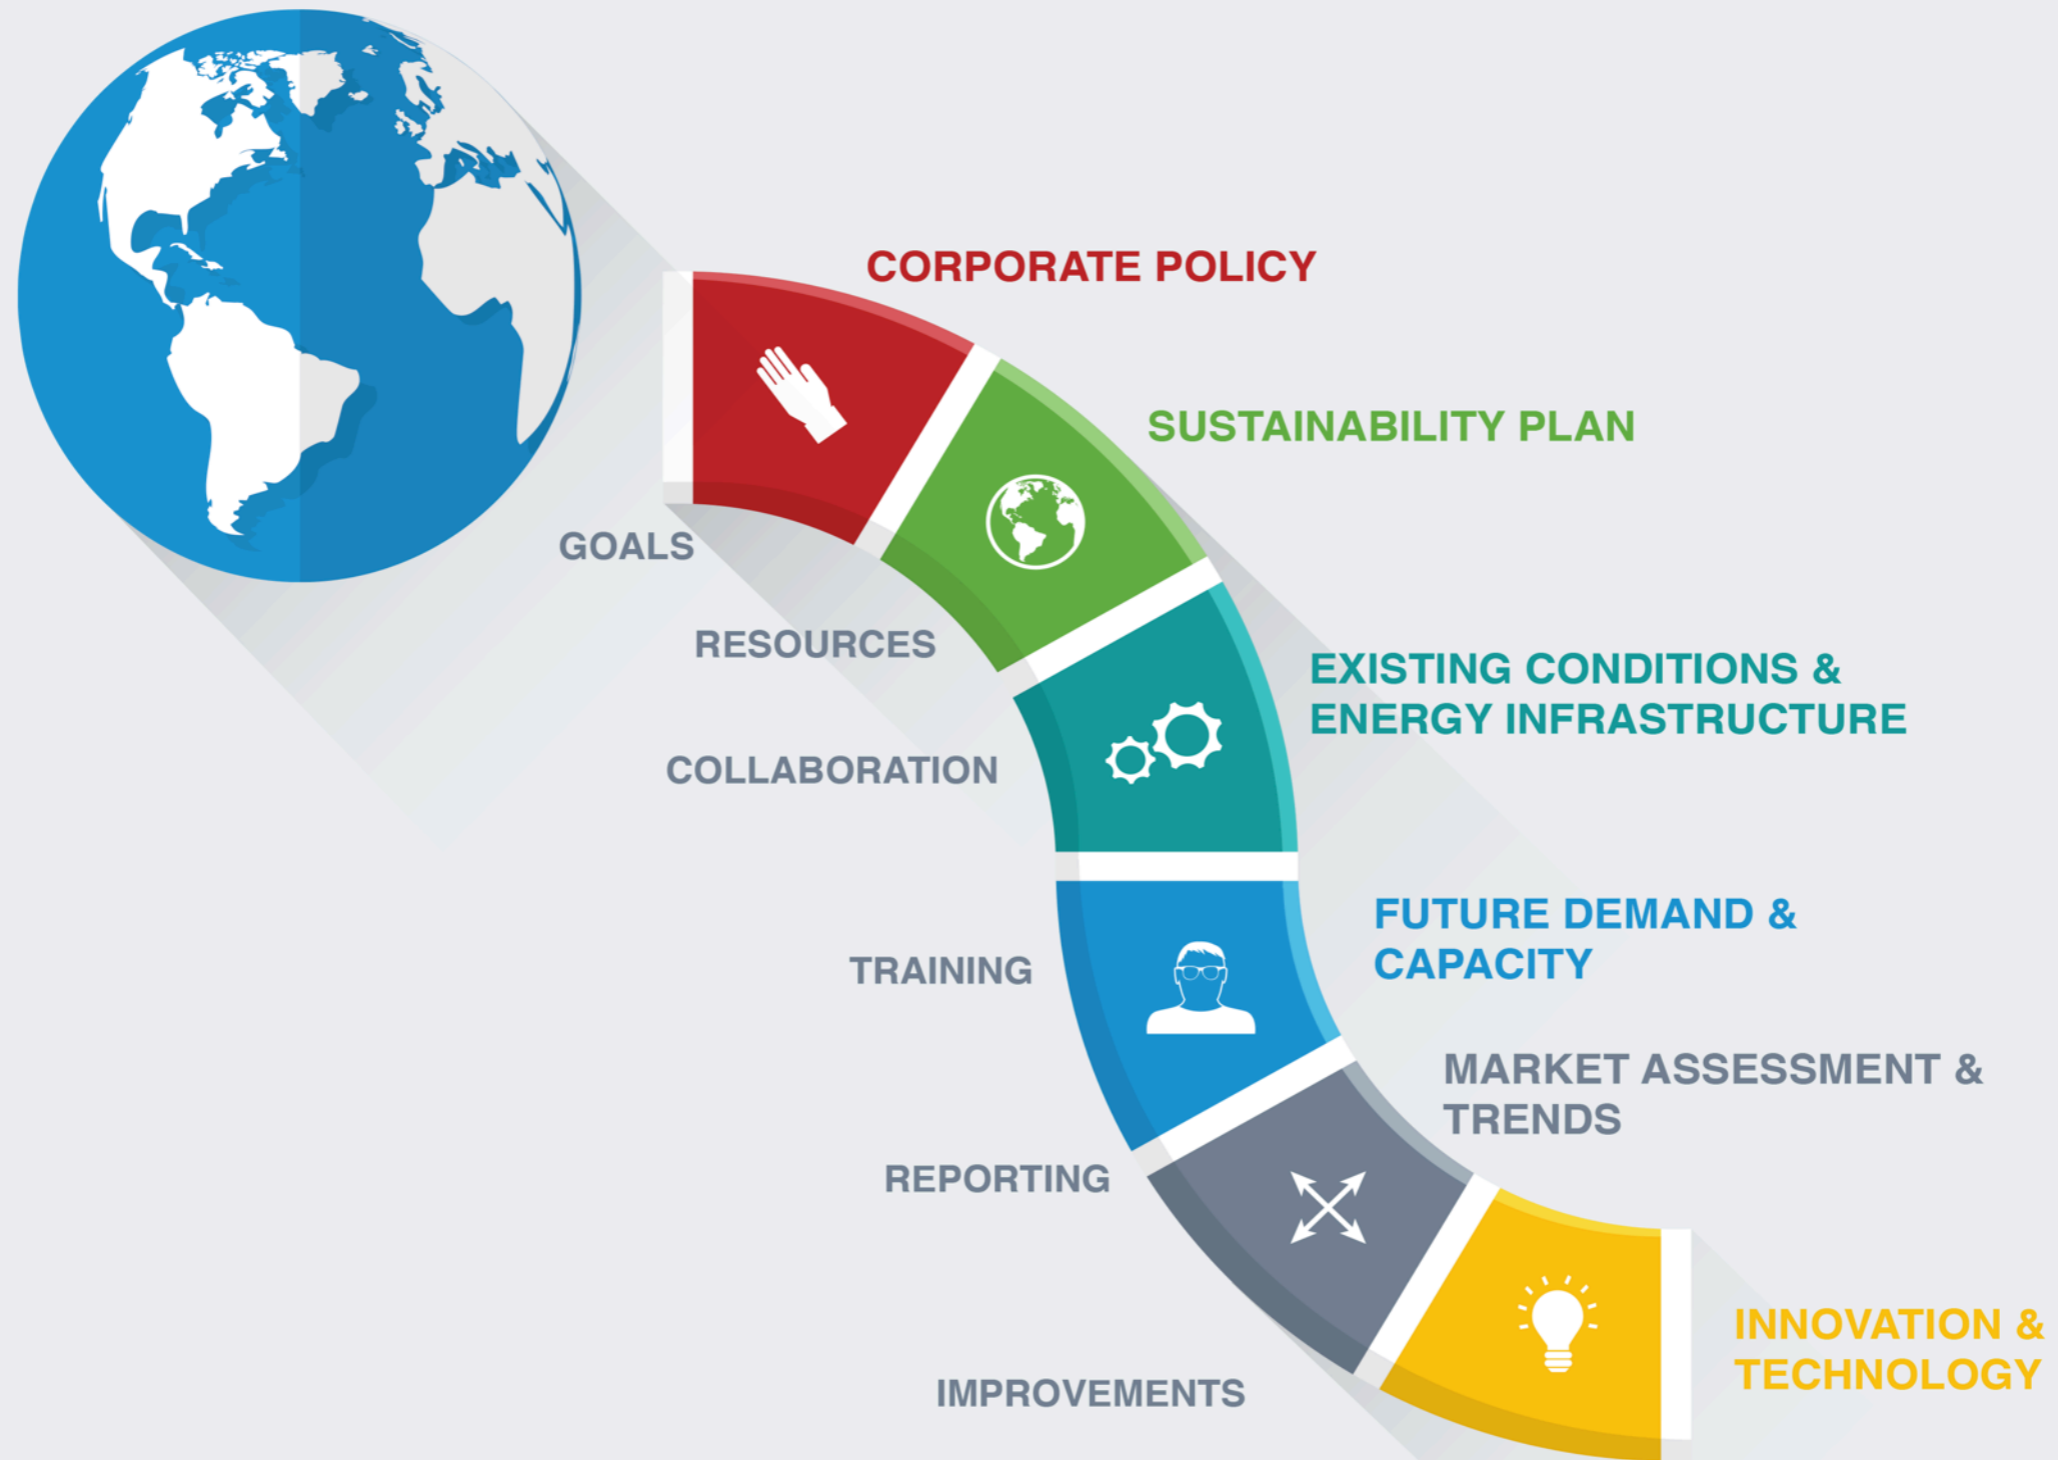 CORPORATE POLICY
SUSTAINABILITY PLAN
GOALS
RESOURCES
EXISTING CONDITIONS &
ENERGY INFRASTRUCTURE
COLLABORATION
FUTURE DEMAND &
CAPACITY
TRAINING
MARKET ASSESSMENT &
TRENDS
REPORTING
INNOVATION &
TECHNOLOGY
IMPROVEMENTS